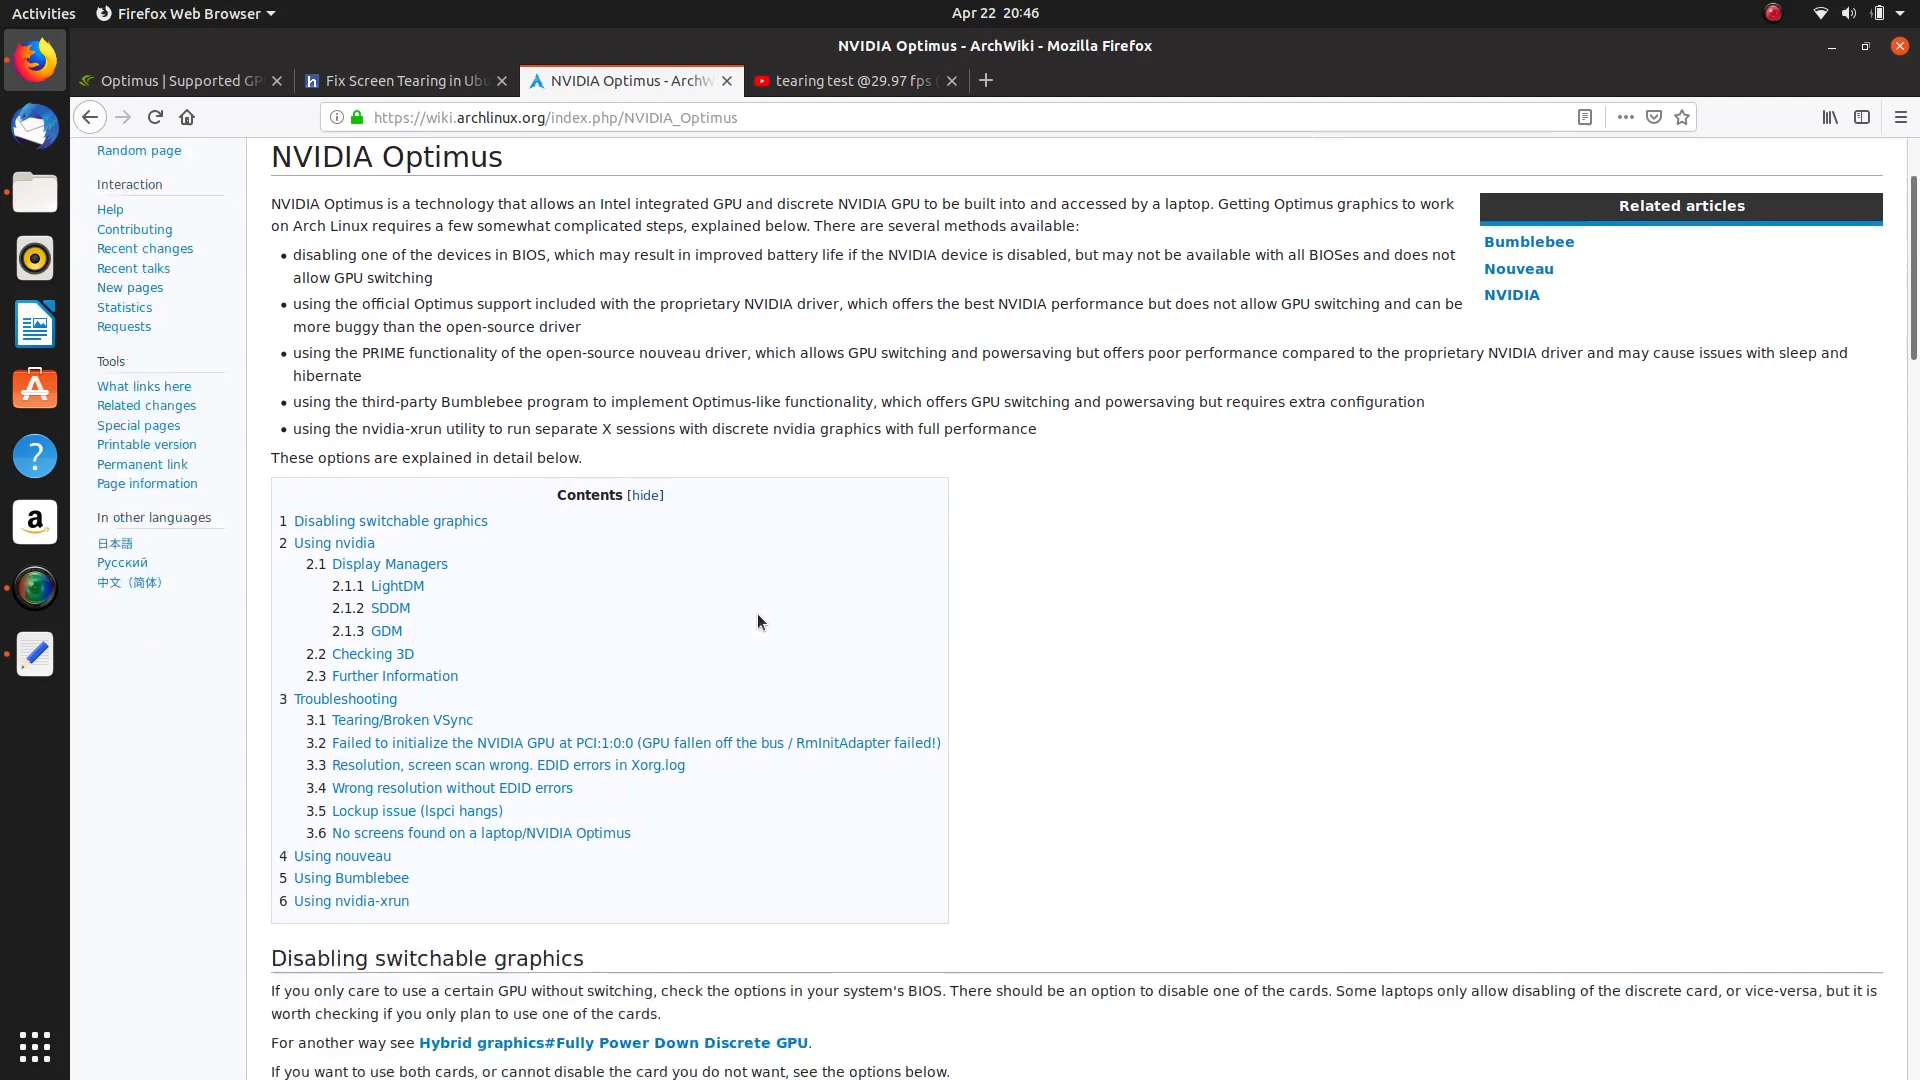 Activities
Firefox Web Browser
Apr 22 20:46
NVIDIA Optimus - ArchWiki - Mozilla Firefox
Optimus | Supported GP
Fix Screen Tearing in Ubu
NVIDIA Optimus - ArchW
tearing test @29.97 fps (
https://wiki.archlinux.org/index.php/NVIDIA_Optimus
Random page
Interaction
Help
Contributing
Recent changes
Recent talks
New pages
Statistics
Requests
Tools
What links here
Related changes
Special pages
Printable version
Permanent link
Page information
In other languages
日本語
Русский
中文（简体）
NVIDIA Optimus
NVIDIA Optimus is a technology that allows an Intel integrated GPU and discrete NVIDIA GPU to be built into and accessed by a laptop. Getting Optimus graphics to work
on Arch Linux requires a few somewhat complicated steps, explained below. There are several methods available:
• disabling one of the devices in BIOS, which may result in improved battery life if the NVIDIA device is disabled, but may not be available with all BIOSes and does not
allow GPU switching
• using the official Optimus support included with the proprietary NVIDIA driver, which offers the best NVIDIA performance but does not allow GPU switching and can be
more buggy than the open-source driver
• using the PRIME functionality of the open-source nouveau driver, which allows GPU switching and powersaving but offers poor performance compared to the proprietary NVIDIA driver and may cause issues with sleep and
hibernate
• using the third-party Bumblebee program to implement Optimus-like functionality, which offers GPU switching and powersaving but requires extra configuration
• using the nvidia-xrun utility to run separate X sessions with discrete nvidia graphics with full performance
These options are explained in detail below.
Related articles
Bumblebee
Nouveau
NVIDIA
Contents [hide]
1 Disabling switchable graphics
2 Using nvidia
2.1 Display Managers
2.1.1 LightDM
2.1.2 SDDM
2.1.3 GDM
2.2 Checking 3D
2.3 Further Information
3 Troubleshooting
3.1 Tearing/Broken VSync
3.2 Failed to initialize the NVIDIA GPU at PCI:1:0:0 (GPU fallen off the bus / RmInitAdapter failed!)
3.3 Resolution, screen scan wrong. EDID errors in Xorg.log
3.4 Wrong resolution without EDID errors
3.5 Lockup issue (lspci hangs)
3.6 No screens found on a laptop/NVIDIA Optimus
4 Using nouveau
5 Using Bumblebee
6 Using nvidia-xrun
Disabling switchable graphics
If you only care to use a certain GPU without switching, check the options in your system's BIOS. There should be an option to disable one of the cards. Some laptops only allow disabling of the discrete card, or vice-versa, but it is
worth checking if you only plan to use one of the cards.
For another way see Hybrid graphics#Fully Power Down Discrete GPU.
If you want to use both cards, or cannot disable the card you do not want, see the options below.